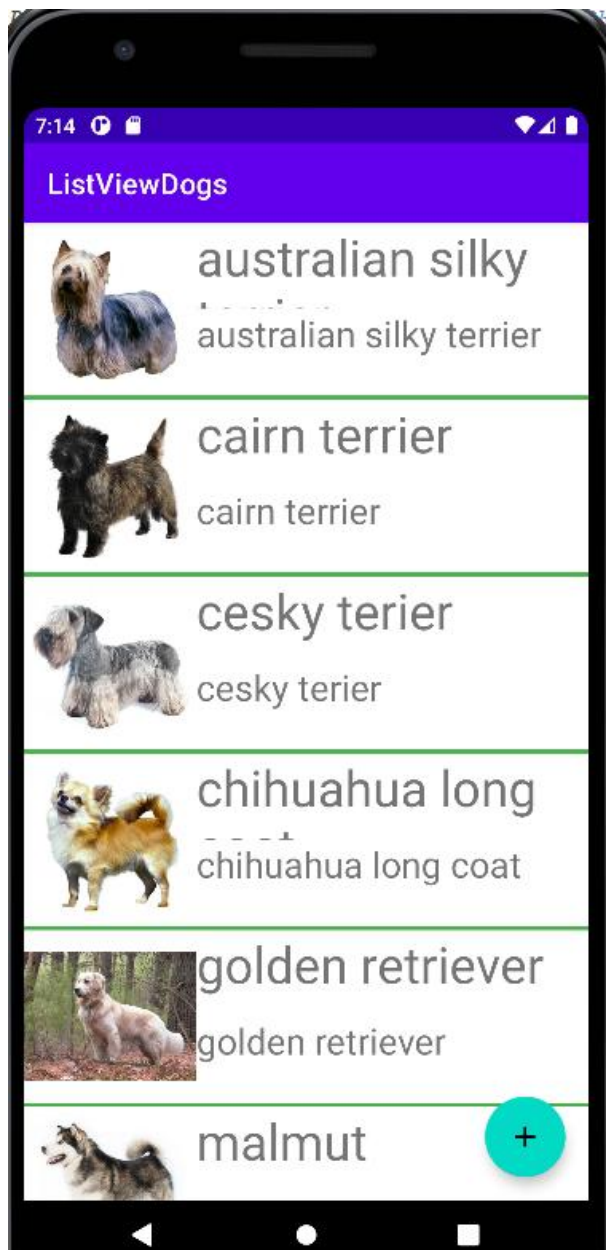 7:14
ListViewDogs
australian silky
australian silky terrier
cairn terrier
cairn terrier
cesky terier
cesky terier
chihuahua long
chihuahua long coat
golden retriever
golden retriever
malmut
+